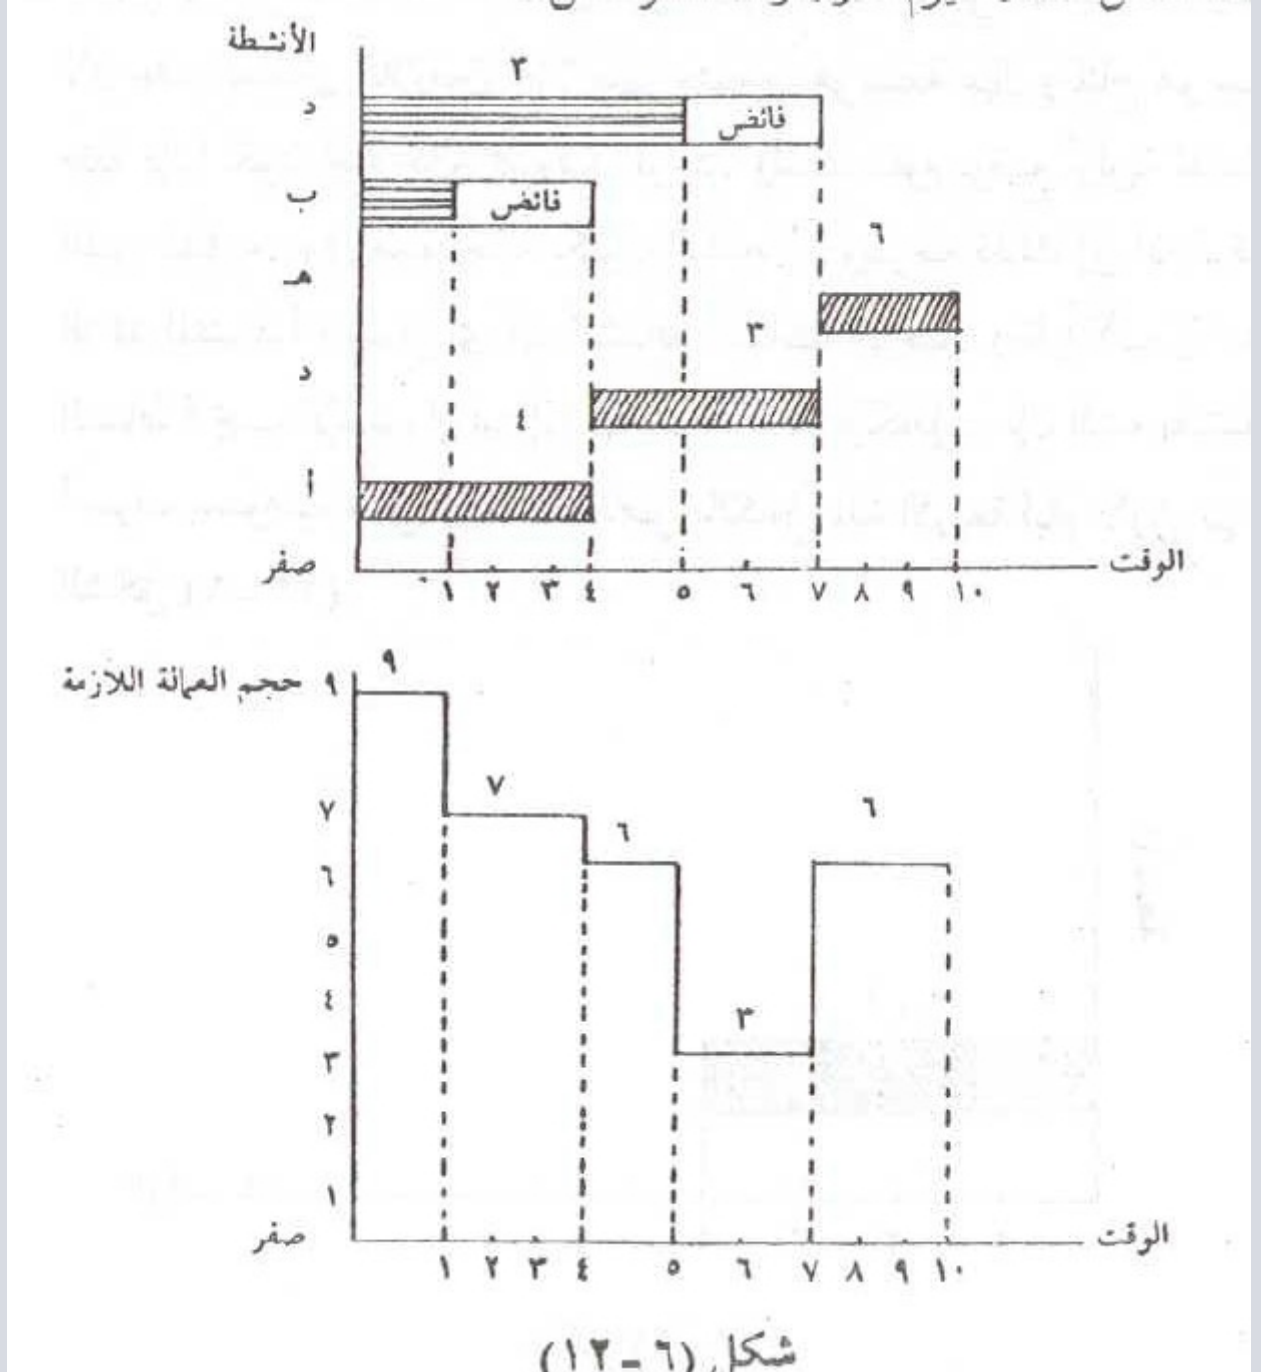 الأنشطة
٣
د
فائض
ب
فائض
٦
هـ
٣
د
٤
أ
صفر
الوقت
١ ٢ ٣ ٤ ٥ ٦ ٧ ٨ ٩ ١٠
٩
حجم العمالة اللازمة ٩
٧
٧
٦
٦
٦
٥
٤
٣
٣
٢
١
صفر
الوقت
١ ٢ ٣ ٤ ٥ ٦ ٧ ٨ ٩ ١٠
شكل (٦ - ١٢)